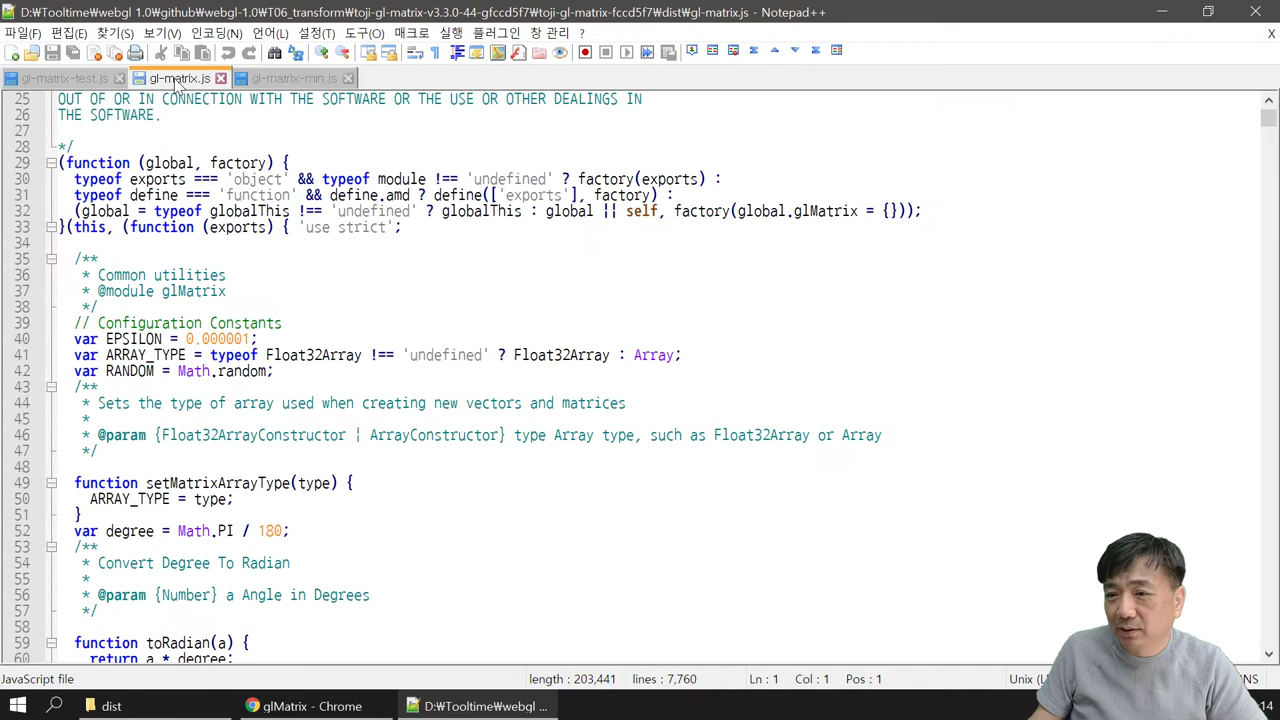 D:₩Tooltime₩webgl 1.0₩github₩webgl-1.0₩T06_transform₩toji-gl-matrix-v3.3.0-44-gfccd5f7₩toji-gl-matrix-fccd5f7₩dist₩gl-matrix.js - Notepad++
파일(F) 편집(E) 찾기(S) 보기(V) 인코딩(N) 언어(L) 설정(T) 도구(O) 매크로 실행 플러그인 창 관리 ? X
gl-matrix-test.js gl-matrix.js gl-matrix-min.js
25 OUT OF OR IN CONNECTION WITH THE SOFTWARE OR THE USE OR OTHER DEALINGS IN
26 THE SOFTWARE.
27
28 */
29 (function (global, factory) {
30 typeof exports === 'object' && typeof module !== 'undefined' ? factory(exports) :
31 typeof define === 'function' && define.amd ? define(['exports'], factory) :
32 (global = typeof globalThis !== 'undefined' ? globalThis : global || self, factory(global.glMatrix = {}));
33 }(this, (function (exports) { 'use strict';
34
35 /**
36 * Common utilities
37 * @module glMatrix
38 */
39 // Configuration Constants
40 var EPSILON = 0.000001;
41 var ARRAY_TYPE = typeof Float32Array !== 'undefined' ? Float32Array : Array;
42 var RANDOM = Math.random;
43 /**
44 * Sets the type of array used when creating new vectors and matrices
45 *
46 * @param {Float32ArrayConstructor | ArrayConstructor} type Array type, such as Float32Array or Array
47 */
48
49 function setMatrixArrayType(type) {
50 ARRAY_TYPE = type;
51 }
52 var degree = Math.PI / 180;
53 /**
54 * Convert Degree To Radian
55 *
56 * @param {Number} a Angle in Degrees
57 */
58
59 function toRadian(a) {
60 return a * degree;
JavaScript file length : 203,441 lines : 7,760 Ln : 1 Col : 1 Pos : 1 Unix (L NS
dist glMatrix - Chrome D:₩Tooltime₩webgl ... 14